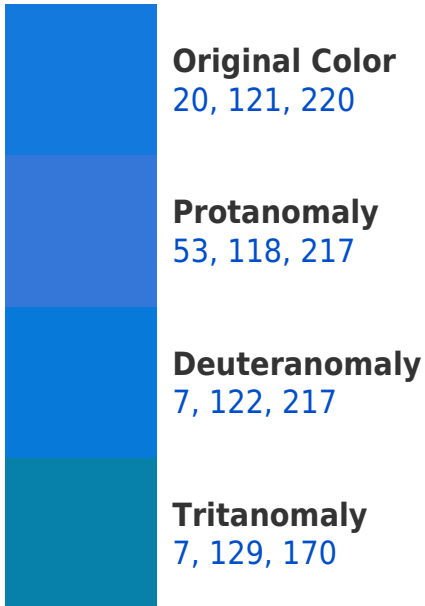 Original Color
20, 121, 220
Protanomaly
53, 118, 217
Deuteranomaly
7, 122, 217
Tritanomaly
7, 129, 170